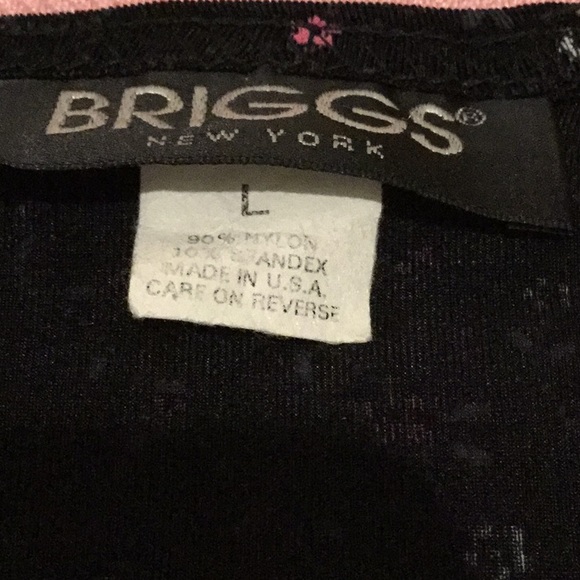 BRIGGS®
NEW YORK
L
90% NYLON
10% SPANDEX
MADE IN U.S.A.
CARE ON REVERSE